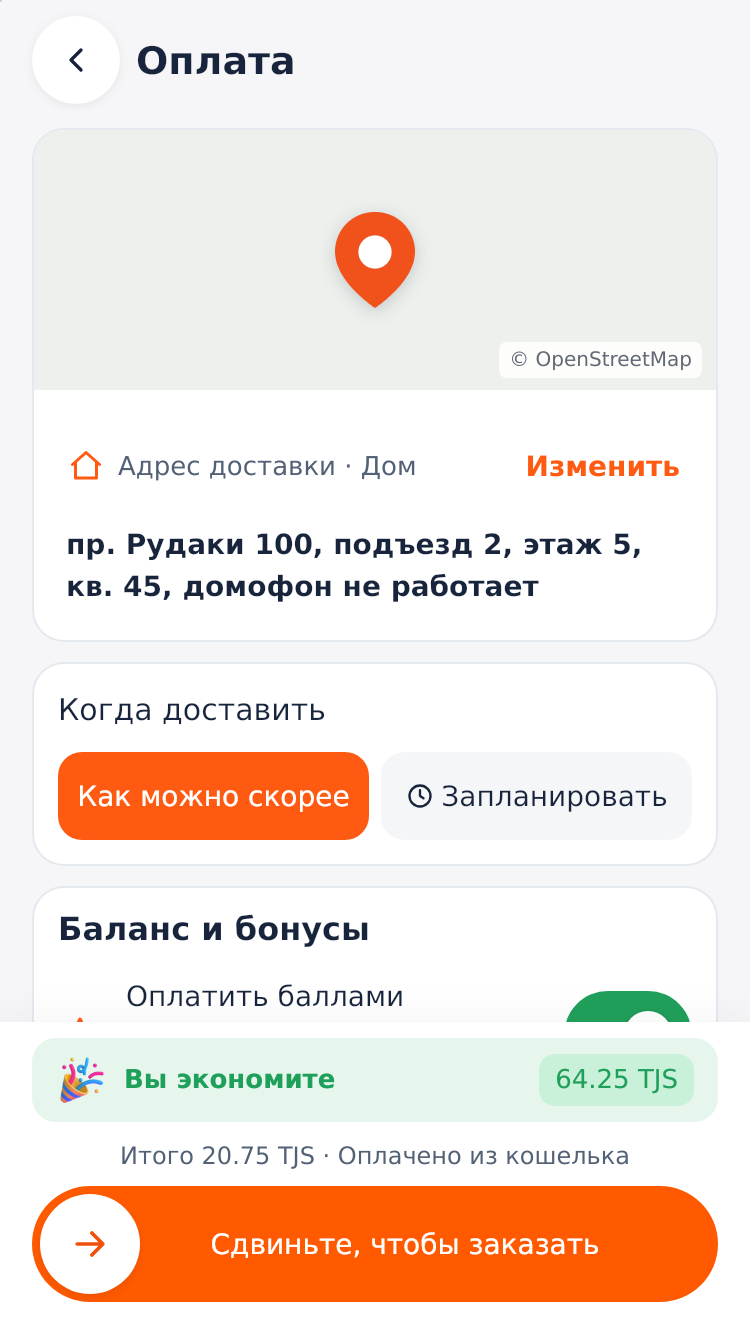 Оплата
© OpenStreetMap
Адрес доставки · Дом
Изменить
пр. Рудаки 100, подъезд 2, этаж 5,
кв. 45, домофон не работает
Когда доставить
Как можно скорее
Запланировать
Баланс и бонусы
Оплатить баллами
Вы экономите
64.25 TJS
Итого 20.75 TJS · Оплачено из кошелька
Сдвиньте, чтобы заказать